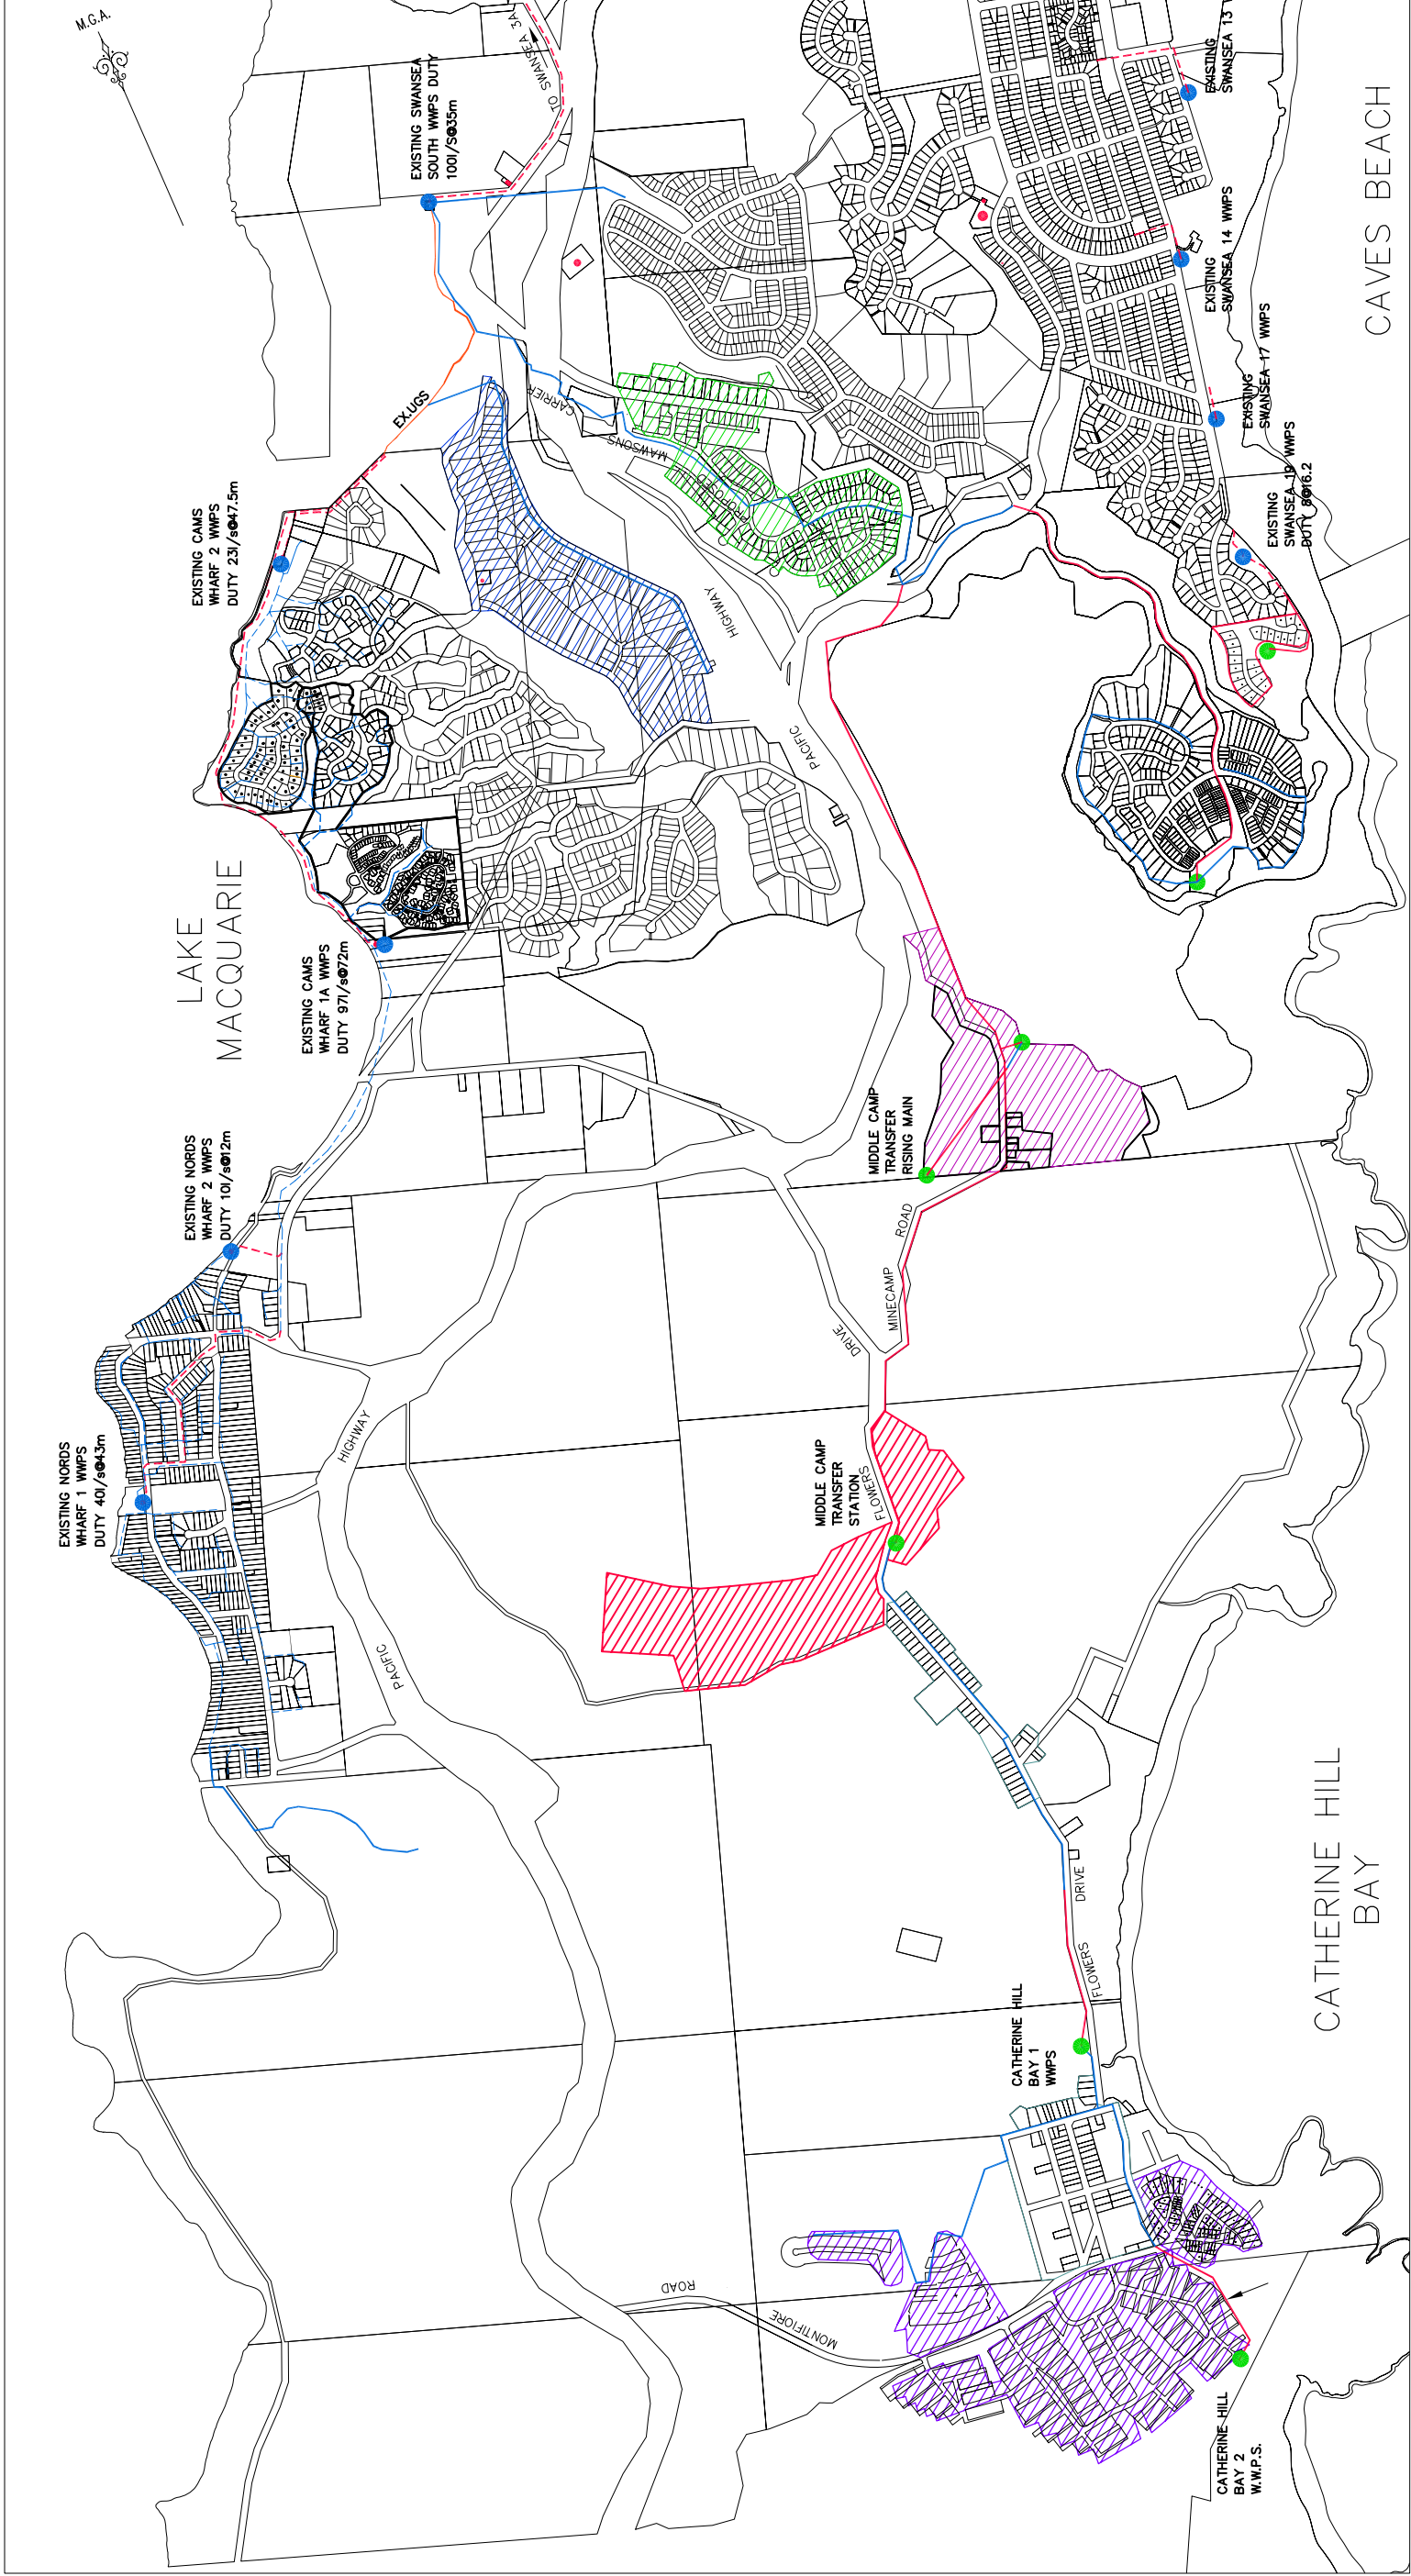 M.G.A.
TO SWANSEA 3A
EXISTING SWANSEA
SOUTH WWPS DUTY
100l/S@35m
EXISTING
SWANSEA 13
CAVES BEACH
EXISTING
SWANSEA 14 WWPS
EXISTING
SWANSEA 17 WWPS
EXISTING
SWANSEA 19 WWPS
DUTY 8@16.2
EX.UGS
CARRIER
MAWSONS
PROPOSED
EXISTING CAMS
WHARF 2 WWPS
DUTY 23l/s@47.5m
HIGHWAY
PACIFIC
LAKE
MACQUARIE
EXISTING CAMS
WHARF 1A WWPS
DUTY 97l/s@72m
EXISTING NORDS
WHARF 2 WWPS
DUTY 10l/s@12m
MIDDLE CAMP
TRANSFER
RISING MAIN
ROAD
MINECAMP
DRIVE
FLOWERS
EXISTING NORDS
WHARF 1 WWPS
DUTY 40l/s@43m
HIGHWAY
PACIFIC
MIDDLE CAMP
TRANSFER
STATION
CATHERINE HILL
BAY
DRIVE
FLOWERS
CATHERINE HILL
BAY 1
WWPS
ROAD
MONTIFIORE
CATHERINE HILL
BAY 2
W.W.P.S.